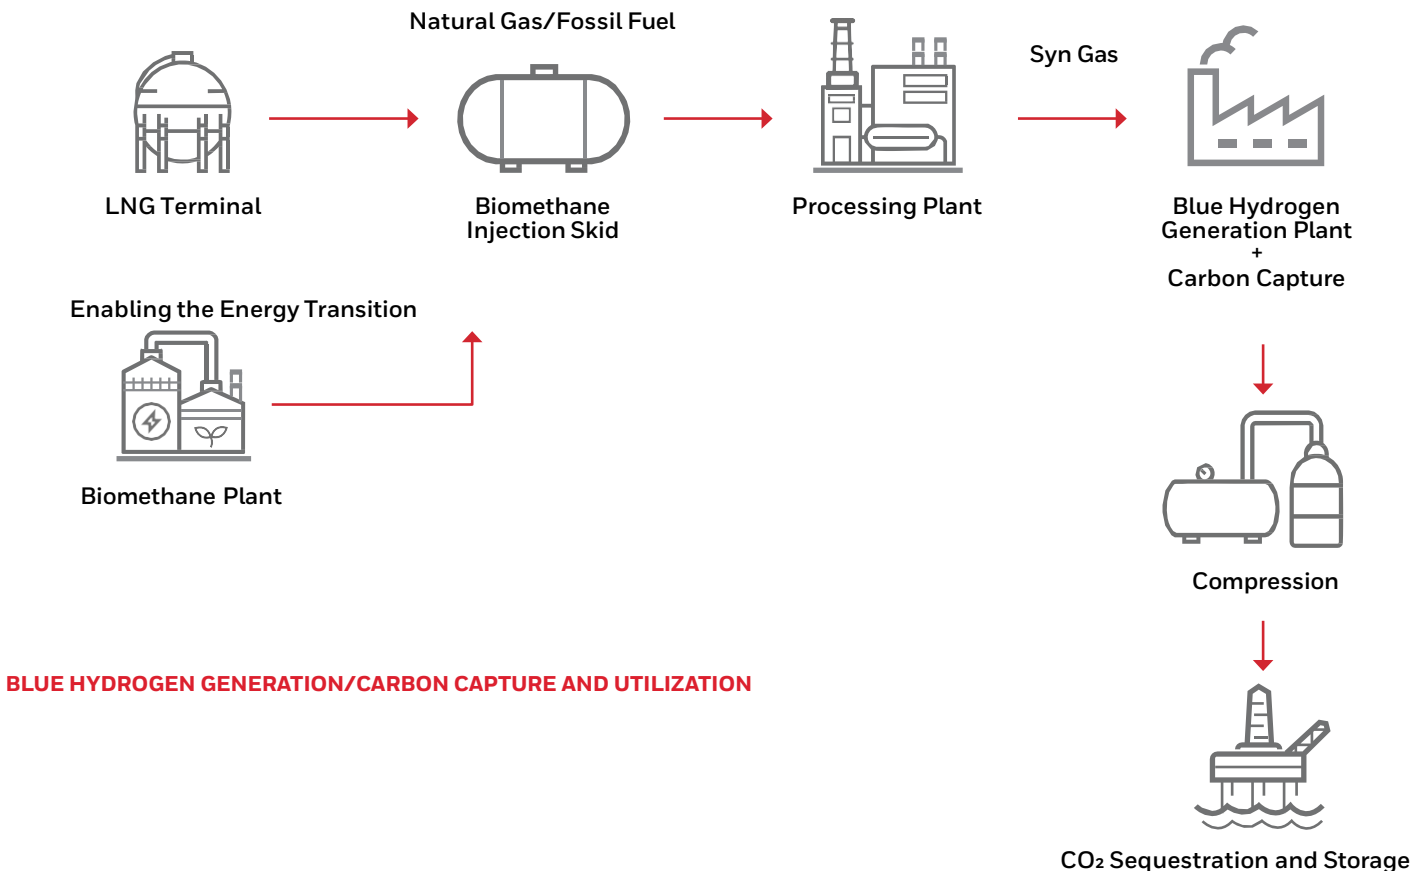 Natural Gas/Fossil Fuel
Syn Gas
LNG Terminal
Biomethane
Injection Skid
Processing Plant
Blue Hydrogen
Generation Plant
+
Carbon Capture
Enabling the Energy Transition
Biomethane Plant
Compression
BLUE HYDROGEN GENERATION/CARBON CAPTURE AND UTILIZATION
CO₂ Sequestration and Storage